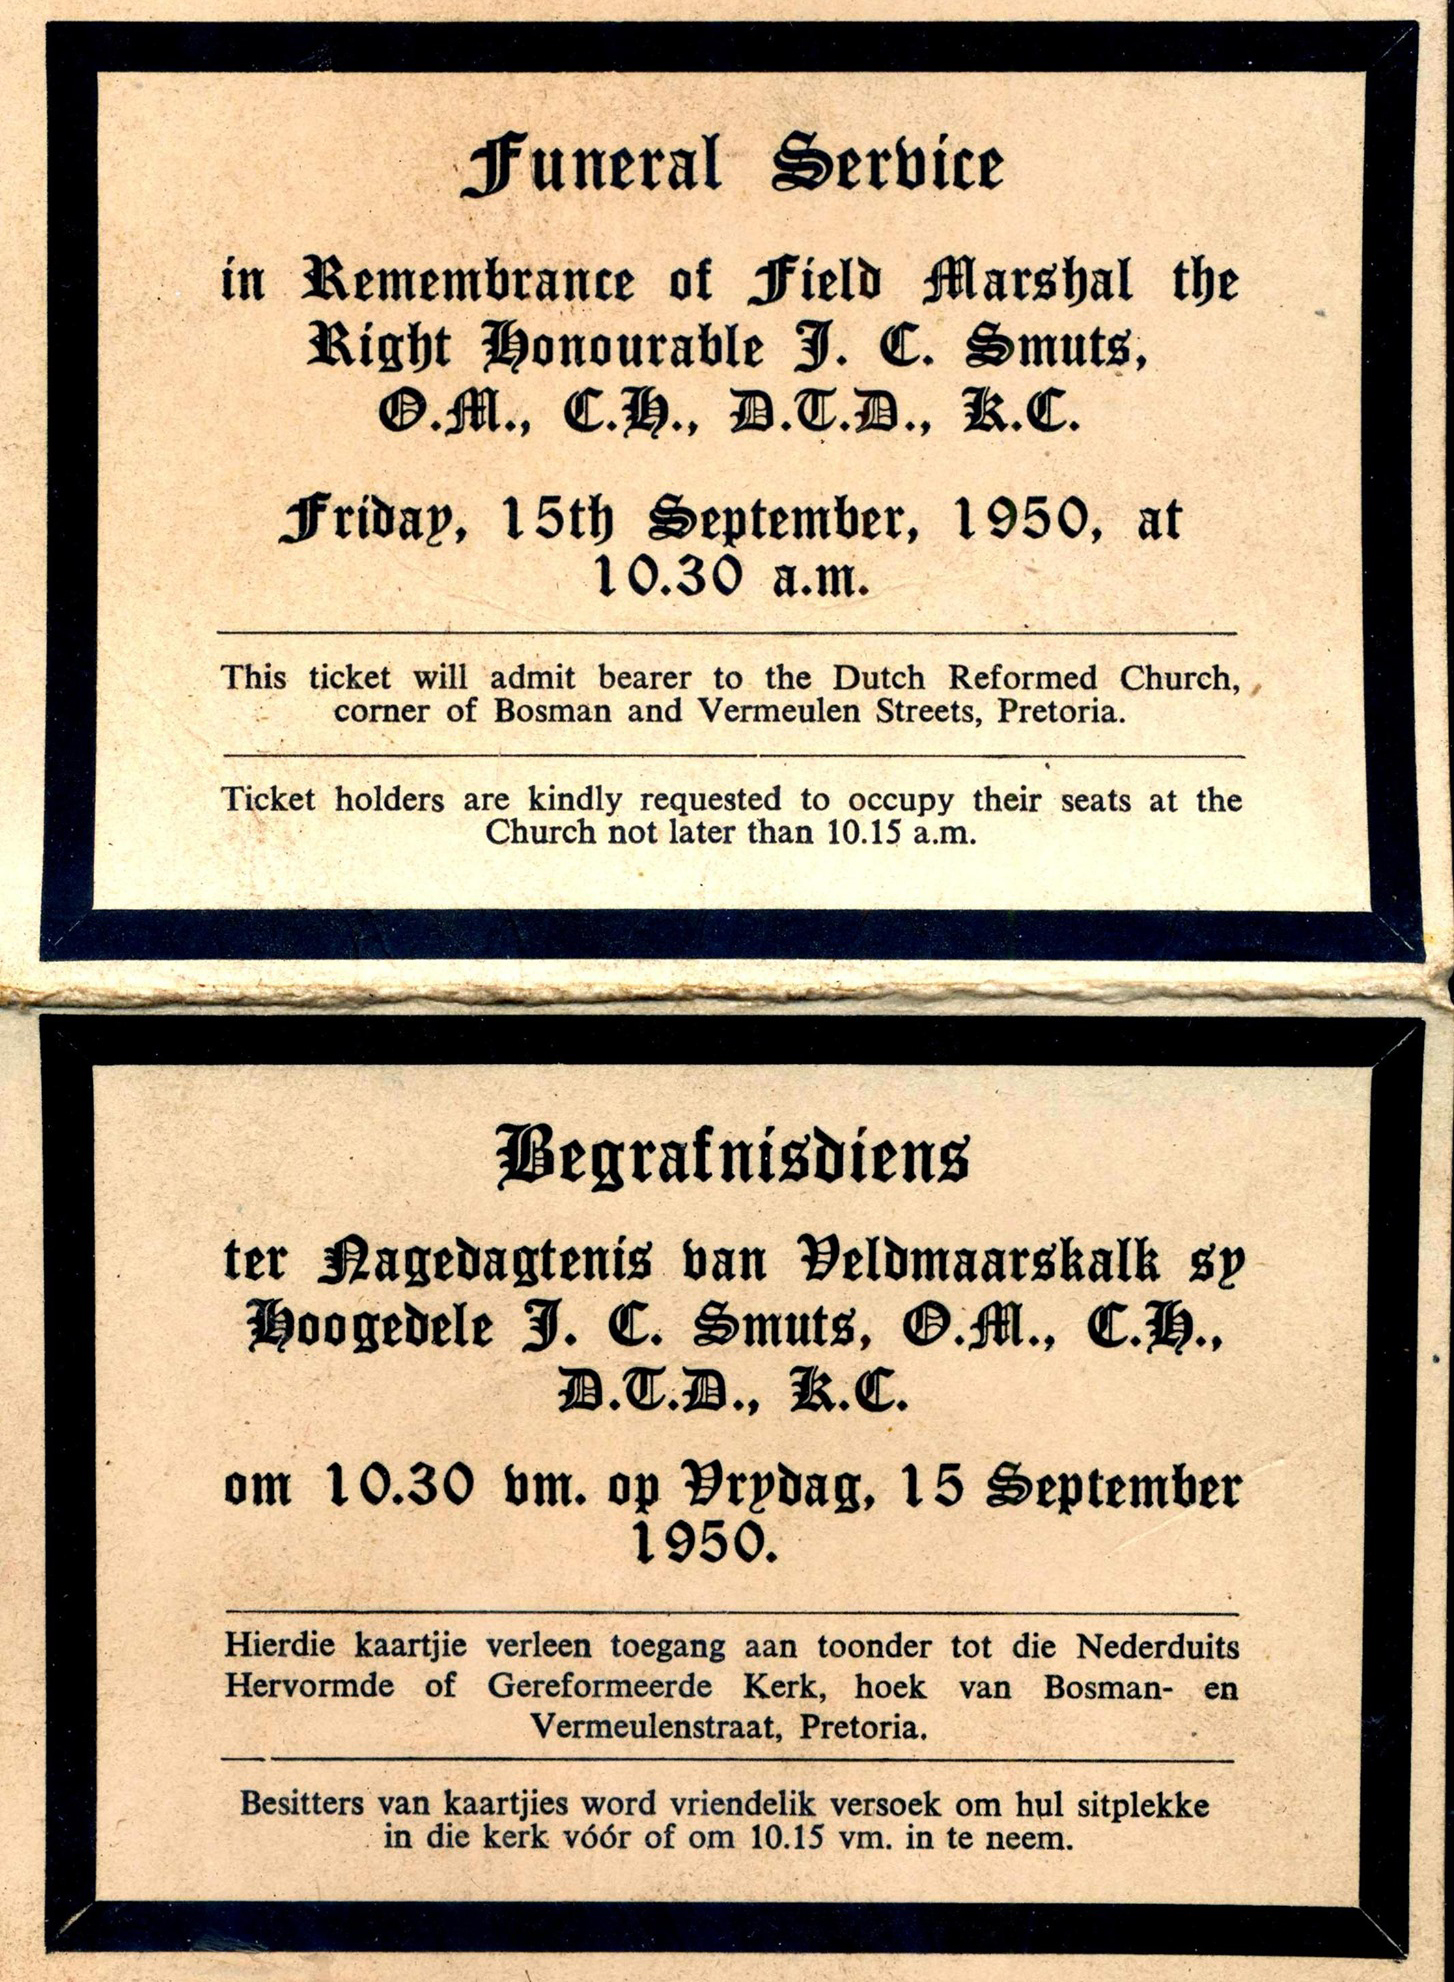 Funeral Service
in Remembrance of Field Marshal the
Right Honourable J. C. Smuts,
O.M., C.H., D.T.D., K.C.
Friday, 15th September, 1950, at
10.30 a.m.
This ticket will admit bearer to the Dutch Reformed Church,
corner of Bosman and Vermeulen Streets, Pretoria.
Ticket holders are kindly requested to occupy their seats at the
Church not later than 10.15 a.m.
Begrafnisdiens
ter Nagedagtenis van Veldmaarskalk sy
Hoogedele J. C. Smuts, O.M., C.H.,
D.T.D., K.C.
om 10.30 vm. op Vrydag, 15 September
1950.
Hierdie kaartjie verleen toegang aan toonder tot die Nederduits
Hervormde of Gereformeerde Kerk, hoek van Bosman- en
Vermeulenstraat, Pretoria.
Besitters van kaartjies word vriendelik versoek om hul sitplekke
in die kerk vóór of om 10.15 vm. in te neem.